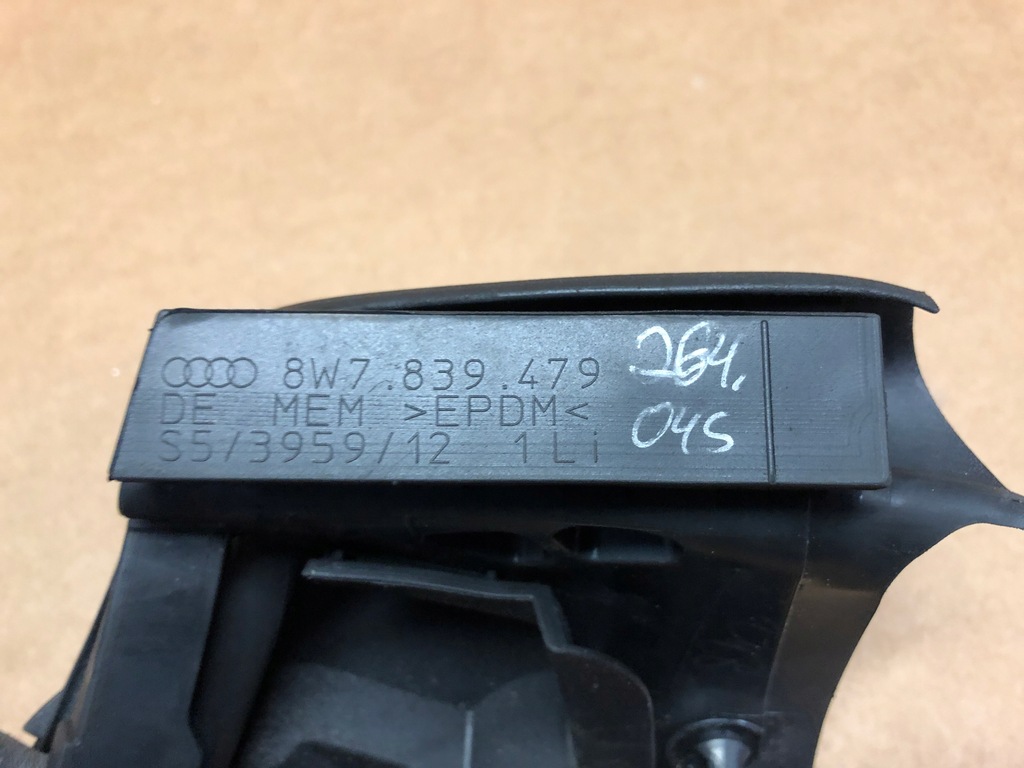 8W7.839.479
DE MEM >EPDM<
S5/3959/12 1Li
264.
045